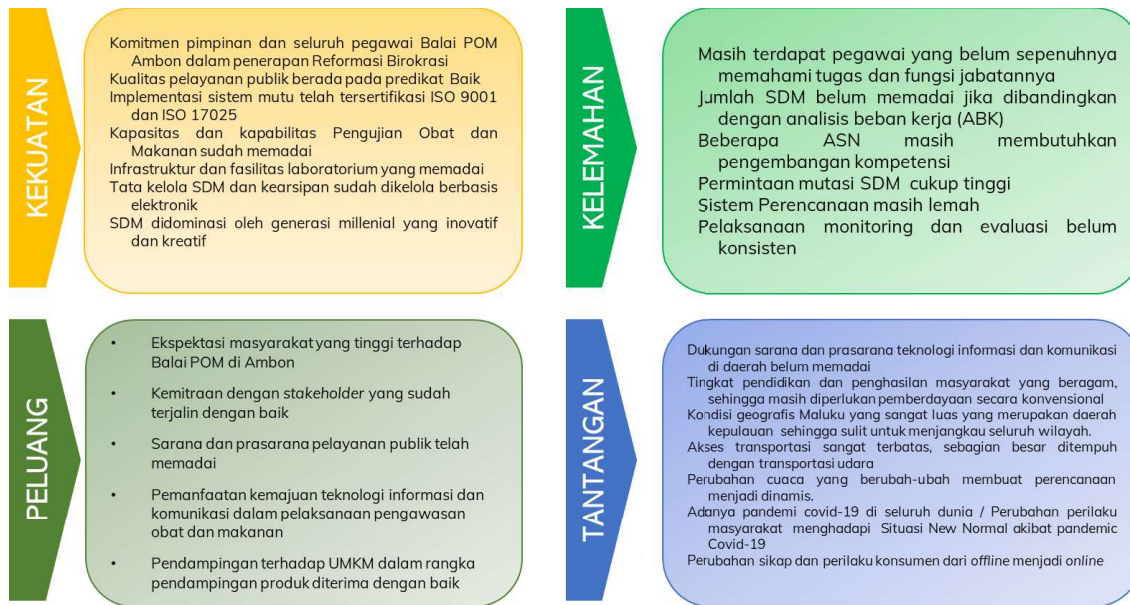 KEKUATAN
Komitmen pimpinan dan seluruh pegawai Balai POM
Ambon dalam penerapan Reformasi Birokrasi
Kualitas pelayanan publik berada pada predikat Baik
Implementasi sistem mutu telah tersertifikasi ISO 9001
dan ISO 17025
Kapasitas dan kapabilitas Pengujian Obat dan
Makanan sudah memadai
Infrastruktur dan fasilitas laboratorium yang memadai
Tata kelola SDM dan kearsipan sudah dikelola berbasis
elektronik
SDM didominasi oleh generasi millenial yang inovatif
dan kreatif
KELEMAHAN
Masih terdapat pegawai yang belum sepenuhnya
memahami tugas dan fungsi jabatannya
Jumlah SDM belum memadai jika dibandingkan
dengan analisis beban kerja (ABK)
Beberapa ASN masih membutuhkan
pengembangan kompetensi
Permintaan mutasi SDM cukup tinggi
Sistem Perencanaan masih lemah
Pelaksanaan monitoring dan evaluasi belum
konsisten
PELUANG
• Ekspektasi masyarakat yang tinggi terhadap
Balai POM di Ambon
• Kemitraan dengan stakeholder yang sudah
terjalin dengan baik
• Sarana dan prasarana pelayanan publik telah
memadai
• Pemanfaatan kemajuan teknologi informasi dan
komunikasi dalam pelaksanaan pengawasan
obat dan makanan
• Pendampingan terhadap UMKM dalam rangka
pendampingan produk diterima dengan baik
TANTANGAN
Dukungan sarana dan prasarana teknologi informasi dan komunikasi
di daerah belum memadai
Tingkat pendidikan dan penghasilan masyarakat yang beragam,
sehingga masih diperlukan pemberdayaan secara konvensional
Kondisi geografis Maluku yang sangat luas yang merupakan daerah
kepulauan sehingga sulit untuk menjangkau seluruh wilayah.
Akses transportasi sangat terbatas, sebagian besar ditempuh
dengan transportasi udara
Perubahan cuaca yang berubah-ubah membuat perencanaan
menjadi dinamis.
Adanya pandemi covid-19 di seluruh dunia / Perubahan perilaku
masyarakat menghadapi Situasi New Normal akibat pandemic
Covid-19
Perubahan sikap dan perilaku konsumen dari offline menjadi online